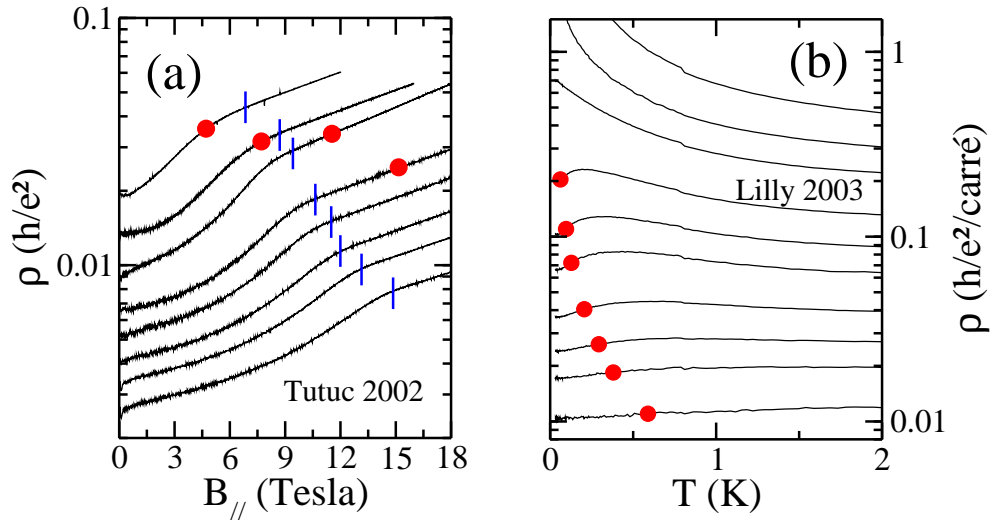 0.1
(a)
0.01
ρ (h/e²)
Tutuc 2002
0 3 6 9 12 15 18
B// (Tesla)
(b)
1
Lilly 2003
0.1
0.01
ρ (h/e²/carré)
0 1 2
T (K)